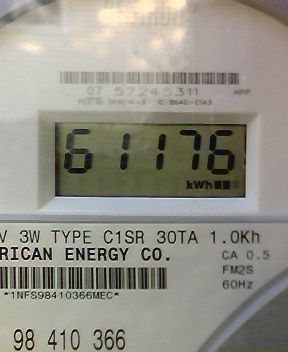 07 57245311
61176
kWh
V 3W TYPE C1SR 30TA 1.0Kh
RICAN ENERGY CO.
CA 0.5
FM2S
60Hz
*1NFS98410366MEC*
98 410 366